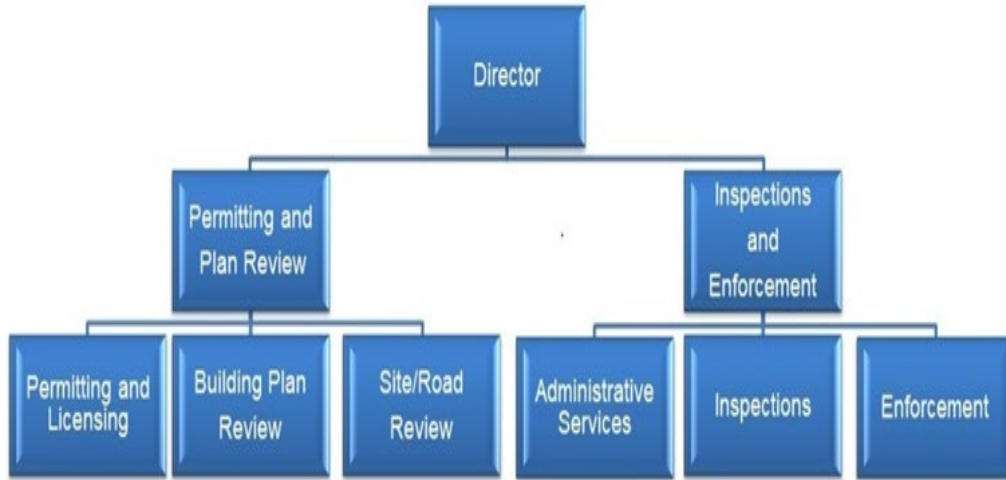 Director
Permitting and
Plan Review
Inspections
and
Enforcement
Permitting and
Licensing
Building Plan
Review
Site/Road
Review
Administrative
Services
Inspections
Enforcement